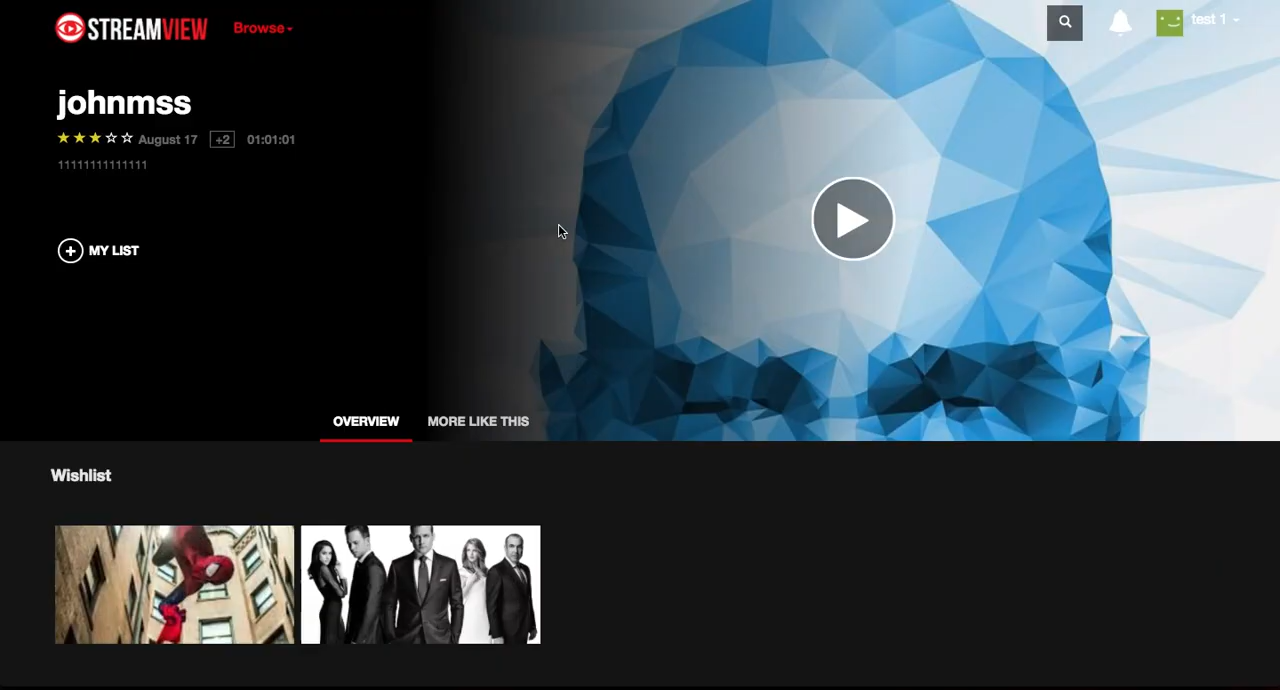 STREAMVIEW Browse test 1
johnmss
August 17 +2 01:01:01
11111111111111
MY LIST
OVERVIEW MORE LIKE THIS
Wishlist